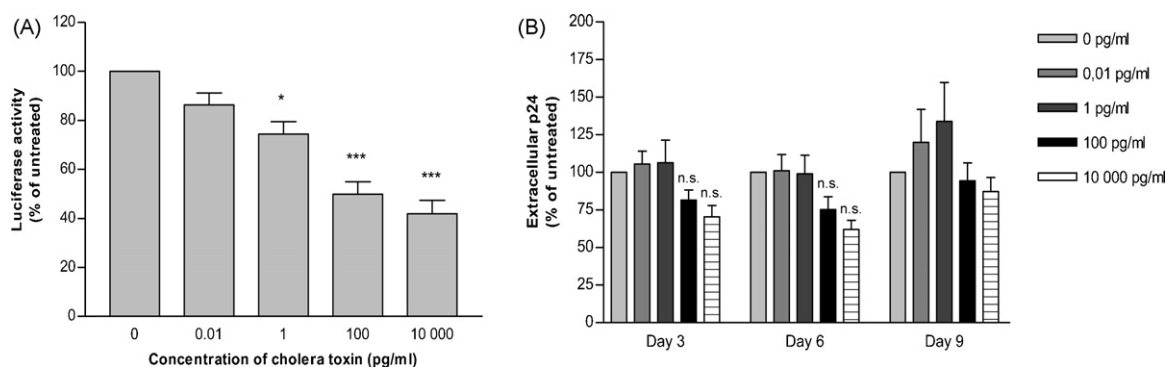 (A)
Luciferase activity
(% of untreated)
120
100
80
60
40
20
0
*
***
***
0 0.01 1 100 10 000
Concentration of cholera toxin (pg/ml)
(B)
Extracellular p24
(% of untreated)
200
175
150
125
100
75
50
25
0
n.s.
n.s.
n.s.
n.s.
Day 3 Day 6 Day 9
0 pg/ml
0,01 pg/ml
1 pg/ml
100 pg/ml
10 000 pg/ml